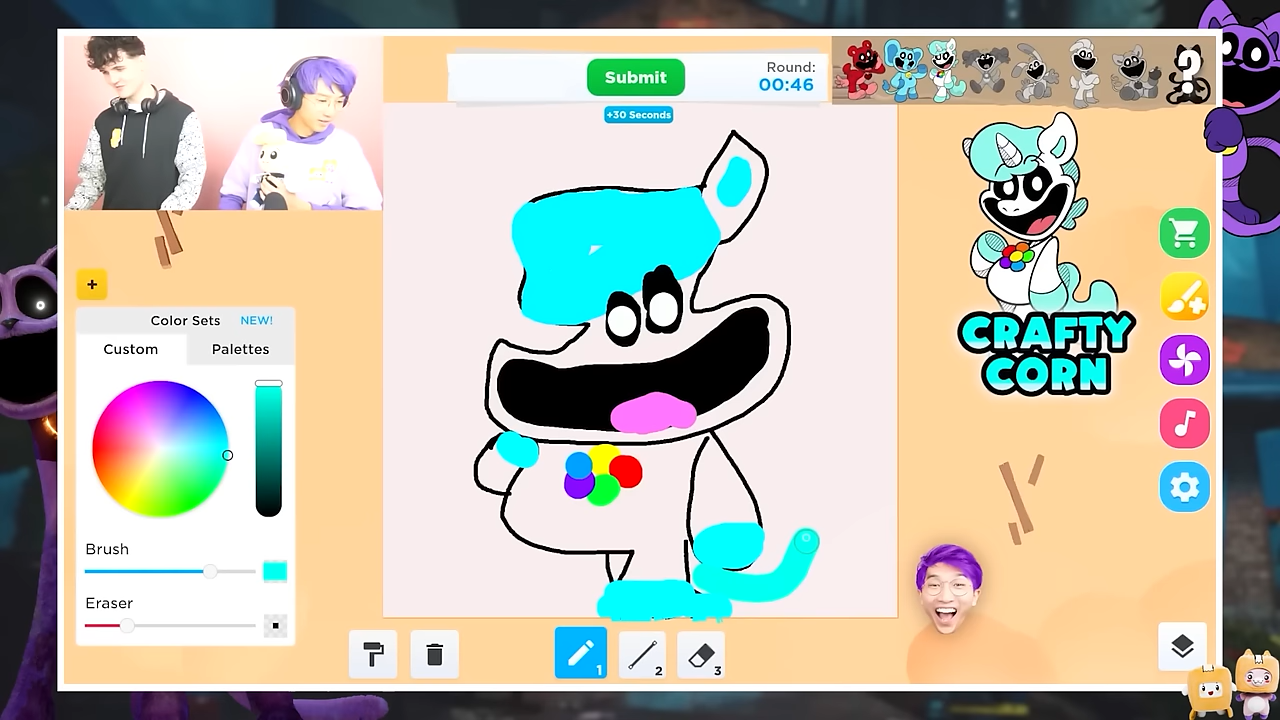 Submit
Round:
00:46
+30 Seconds
?
+
Color Sets NEW!
Custom Palettes
Brush
Eraser
CRAFTY
CORN
1
2
3